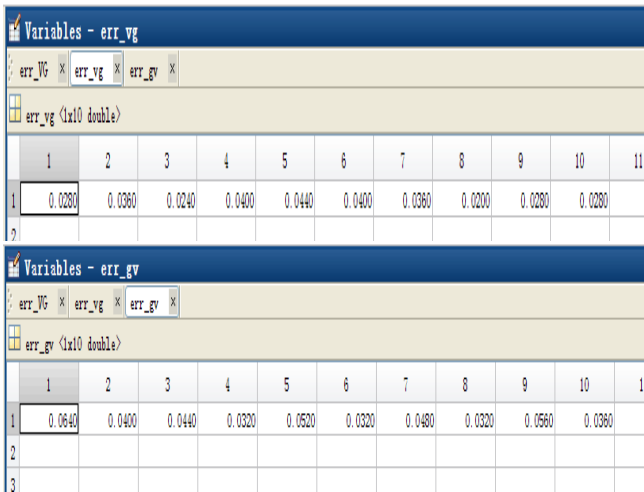 Variables - err_vg
err_VG × err_vg × err_gv ×
err_vg <1x10 double>
1 2 3 4 5 6 7 8 9 10 11
1 0.0280 0.0360 0.0240 0.0400 0.0440 0.0400 0.0360 0.0200 0.0280 0.0280
2
Variables - err_gv
err_VG × err_vg × err_gv ×
err_gv <1x10 double>
1 2 3 4 5 6 7 8 9 10 1
1 0.0640 0.0400 0.0440 0.0320 0.0520 0.0320 0.0480 0.0320 0.0560 0.0360
2
3